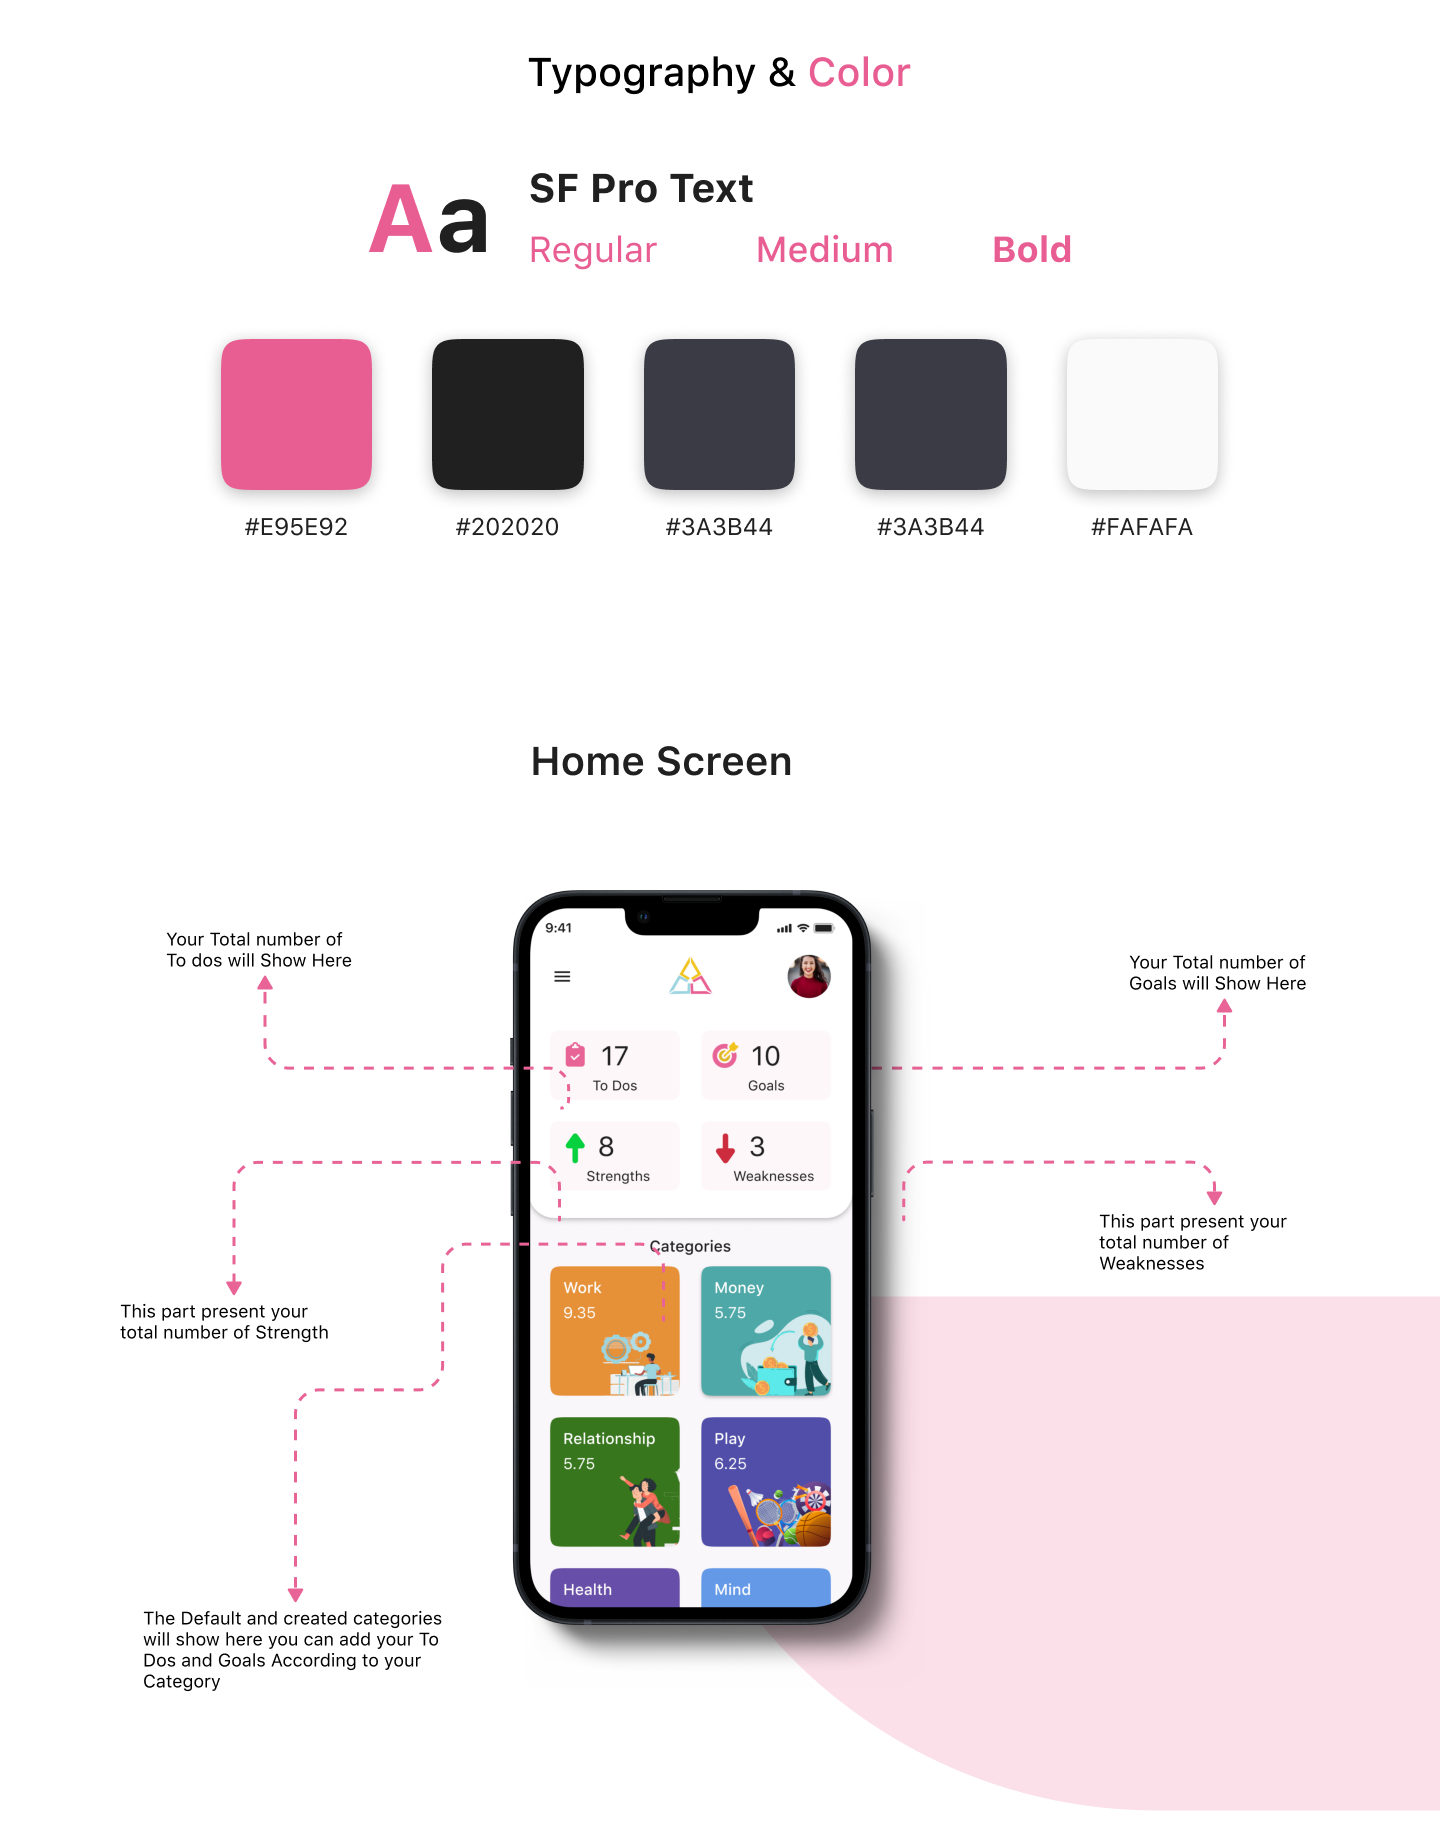 Typography & Color
Aa
SF Pro Text
Regular Medium Bold
#E95E92 #202020 #3A3B44 #3A3B44 #FAFAFA
Home Screen
Your Total number of
To dos will Show Here
Your Total number of
Goals will Show Here
This part present your
total number of Strength
This part present your
total number of
Weaknesses
The Default and created categories
will show here you can add your To
Dos and Goals According to your
Category
9:41
17
To Dos
10
Goals
8
Strengths
3
Weaknesses
Categories
Work
9.35
Money
5.75
Relationship
5.75
Play
6.25
Health
Mind